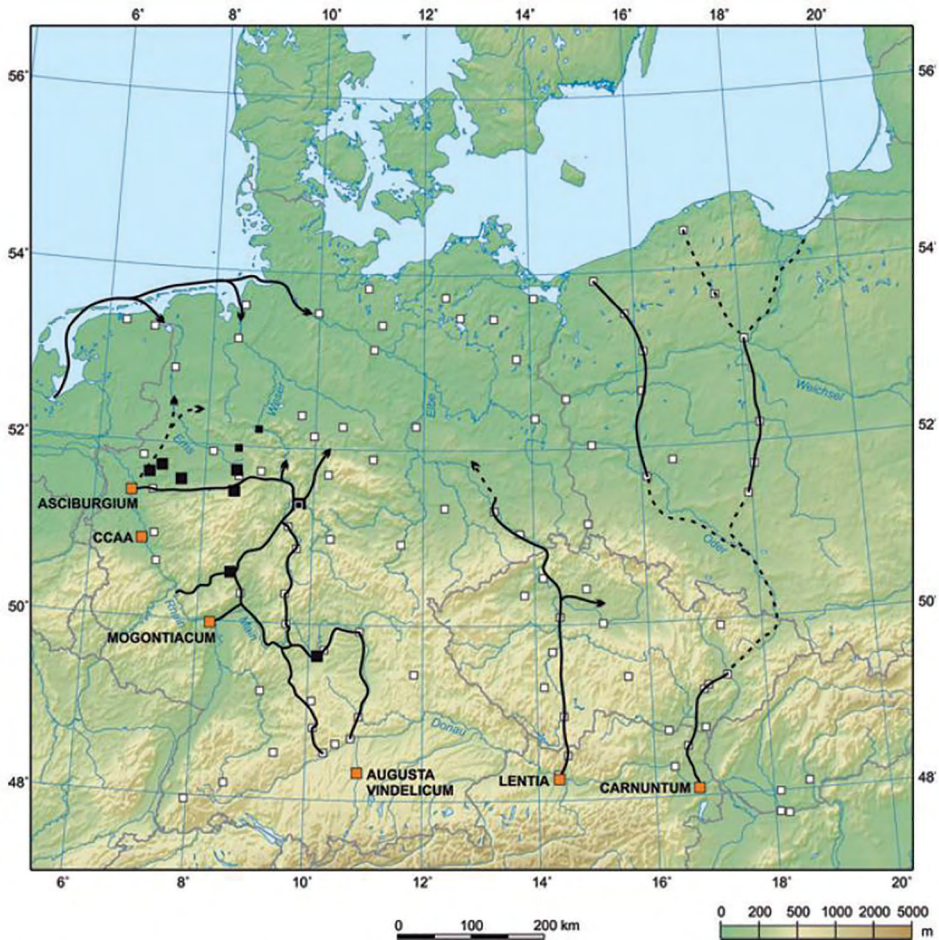 6° 8° 10° 12° 14° 16° 18° 20°
56° 56°
54° 54°
Weichsel
Weser
Elbe
52° 52°
Ems
ASCIBURGIUM
CCAA
Oder
50° 50°
Rhein
MOGONTIACUM
Main
Donau
AUGUSTA
VINDELICUM
LENTIA
CARNUNTUM
48° 48°
6° 8° 10° 12° 14° 16° 18° 20°
0 100 200 km
0 200 500 1000 2000 5000
m